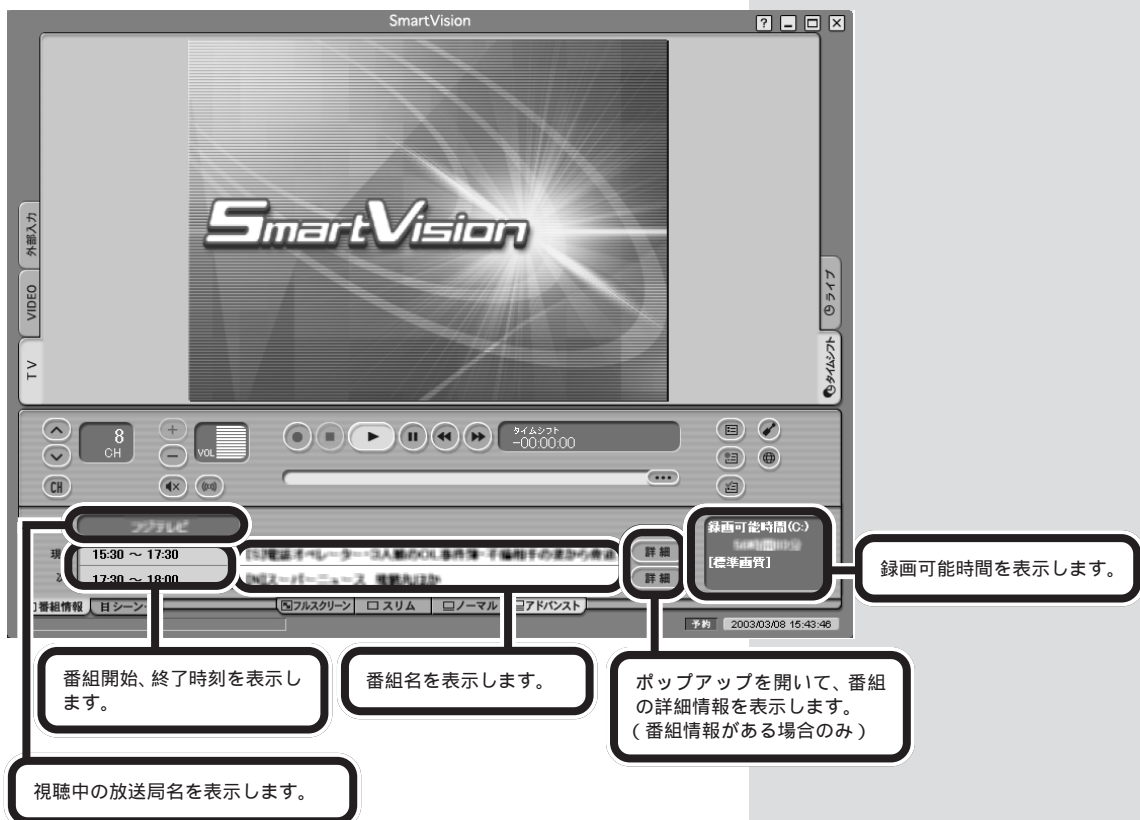 SmartVision
外部入力
VIDEO
TV
SmartVision
ライブ
タイムシフト
8
CH
VOL
CH
タイムシフト
-00:00:00
15:30 ～ 17:30
詳細
17:30 ～ 18:00
詳細
録画可能時間(C:)
[標準画質]
番組情報
シーン
フルスクリーン
スリム
ノーマル
アドバンスト
予約
2003/03/08 15:43:46
録画可能時間を表示します。
番組開始、終了時刻を表示し
ます。
番組名を表示します。
ポップアップを開いて、番組
の詳細情報を表示します。
（番組情報がある場合のみ）
視聴中の放送局名を表示します。